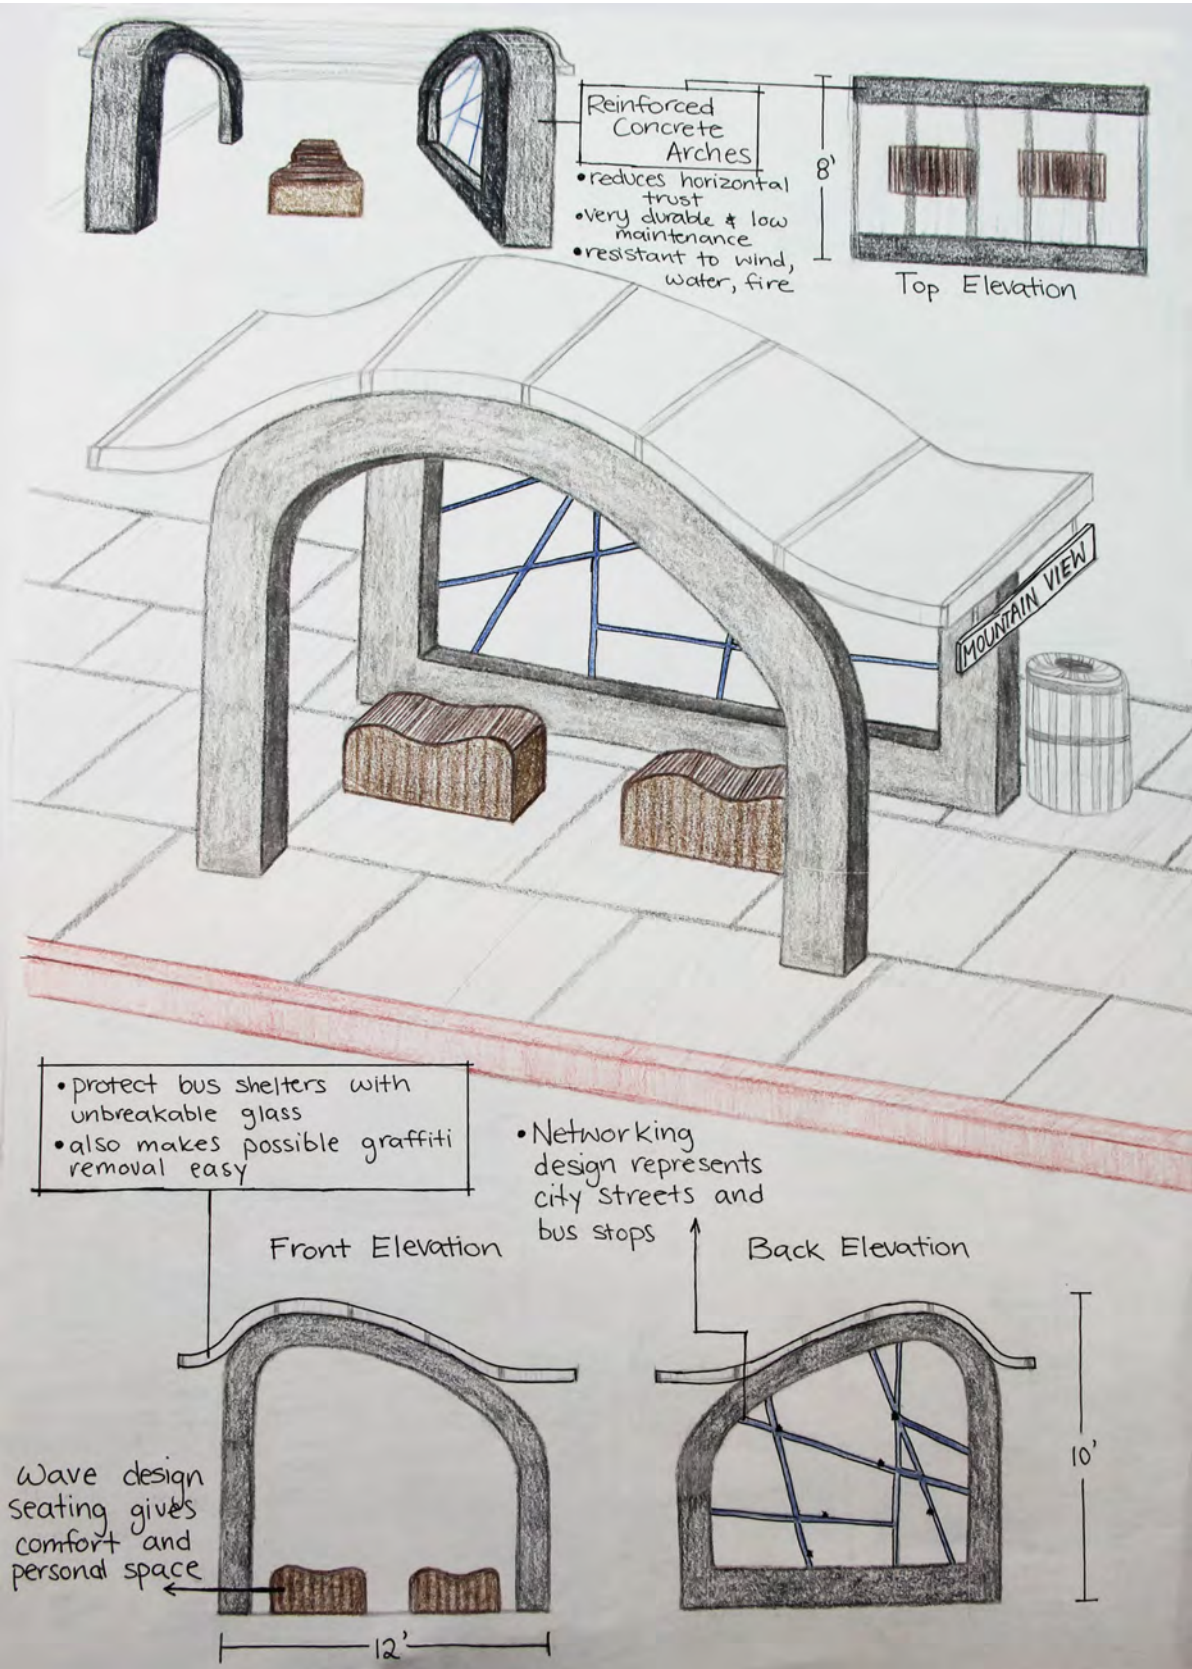 Reinforced
Concrete
Arches
• reduces horizontal
trust
• very durable & low
maintenance
• resistant to wind,
water, fire
8'
Top Elevation
MOUNTAIN VIEW
• protect bus shelters with
unbreakable glass
• also makes possible graffiti
removal easy
• Networking
design represents
city streets and
bus stops
Front Elevation
Back Elevation
10'
Wave design
seating gives
comfort and
personal space
12'